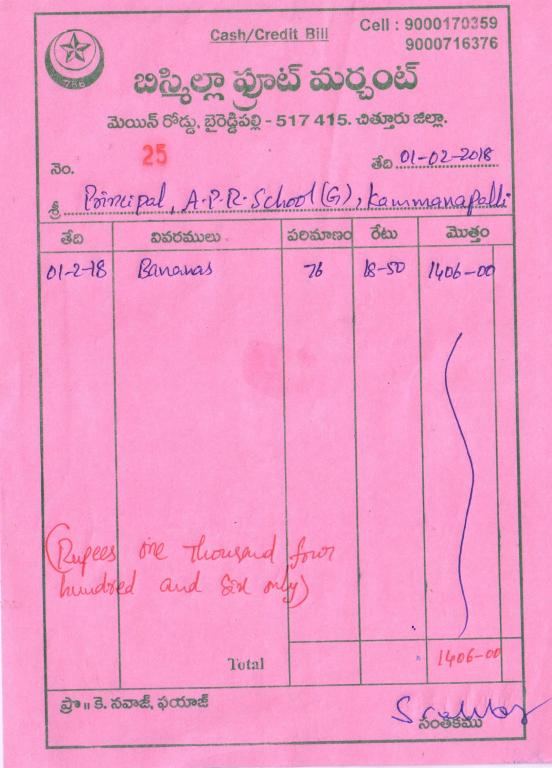 Cash/Credit Bill
Cell : 9000170359
9000716376
786
బిస్మిల్లా ఫ్రూట్ మర్చంట్
మెయిన్ రోడ్డు, బైరెడ్డిపల్లి - 517 415. చిత్తూరు జిల్లా.
నెం. 25 తేది 01-02-2018
శ్రీ Principal, A.P.R. School (G), Kammanapalli
తేది వివరములు పరిమాణం రేటు మొత్తం
01-2-18 Bananas 76 18-50 1406-00
(Rupees one Thousand four
hundred and six only)
Total 1406-00
ప్రొ॥ కె. నవాజ్, ఫయాజ్
సంతకము